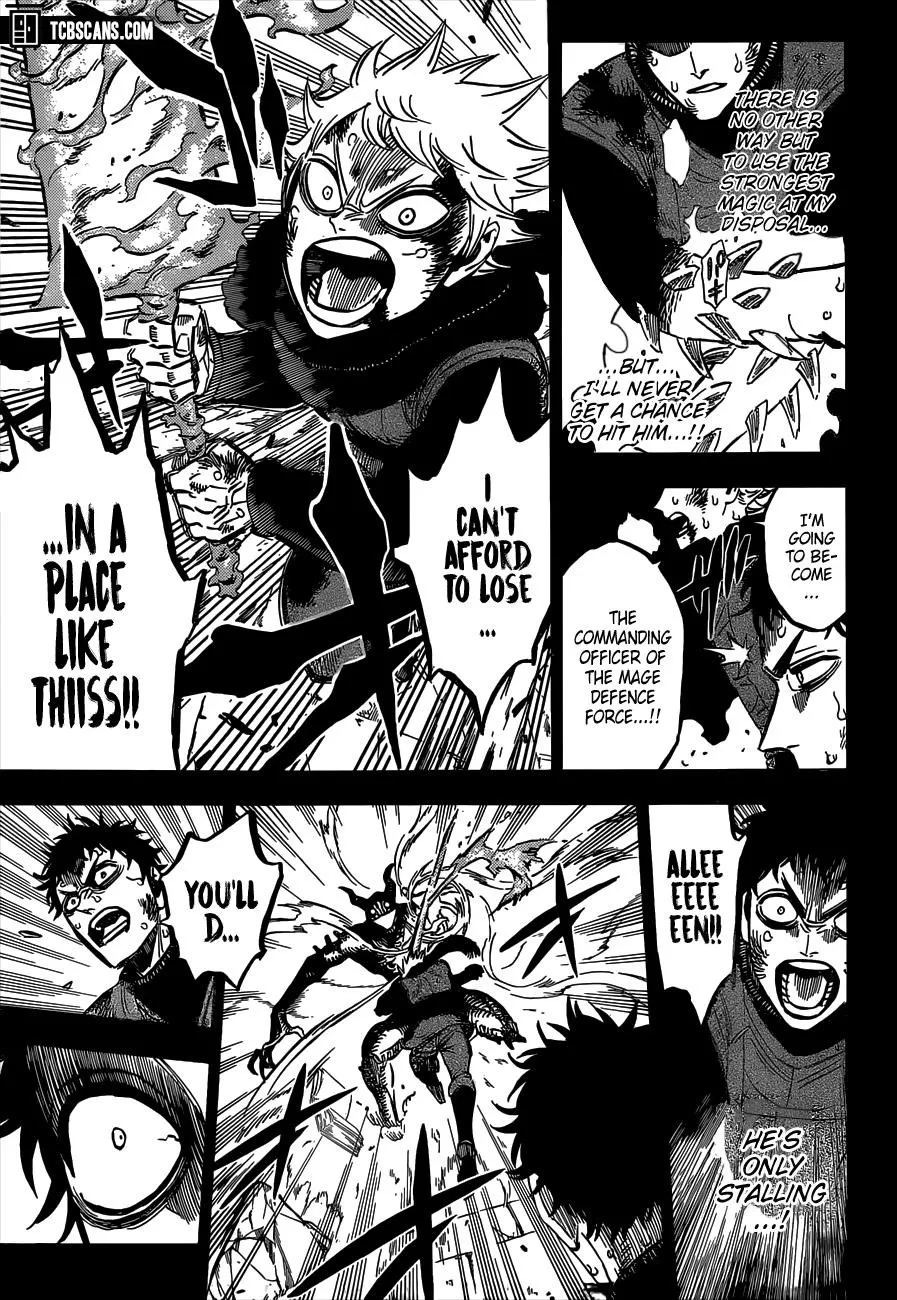 TCBSCANS.COM
THERE IS
NO OTHER
WAY BUT
TO USE THE
STRONGEST
MAGIC AT MY
DISPOSAL...
...BUT...
I'LL NEVER
GET A CHANCE
TO HIT HIM...!!
I'M
GOING
TO BE-
COME
...
THE
COMMANDING
OFFICER OF
THE MAGE
DEFENCE
FORCE...!!
I
CAN'T
AFFORD
TO LOSE
...
...IN A
PLACE
LIKE
THIISS!!
ALLEE
EEEEE
EEN!!
HE'S
ONLY
STALLING
....!
YOU'LL
D...